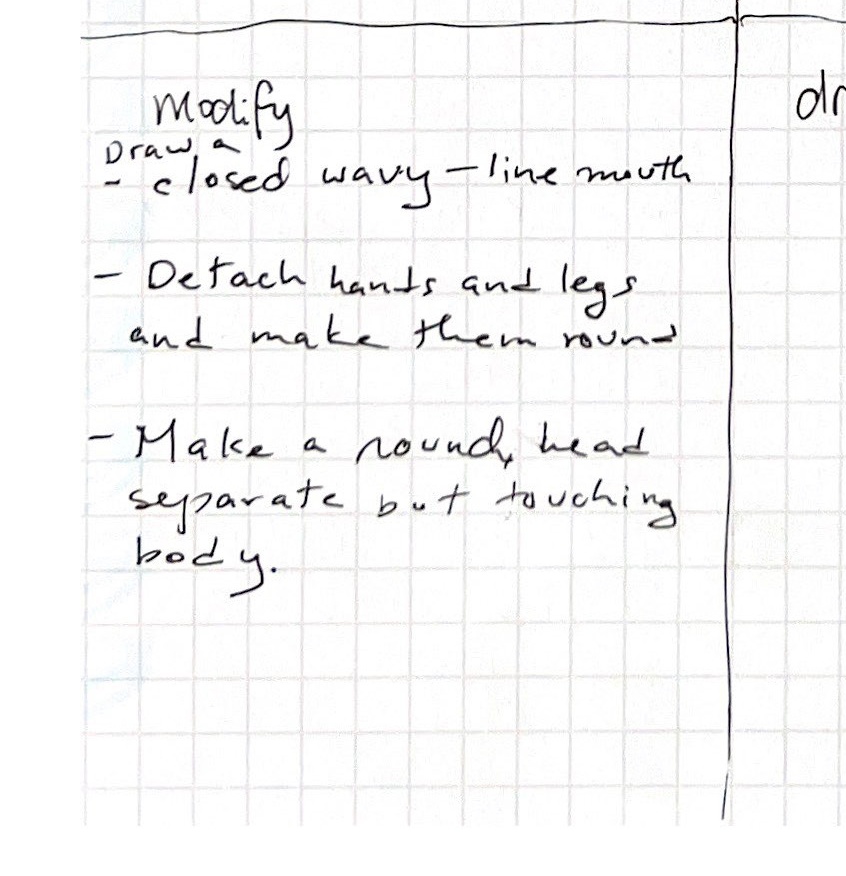 Modify
Draw a
- closed wavy-line mouth
- Detach hands and legs
and make them round
- Make a round, head
separate but touching
body.
dr